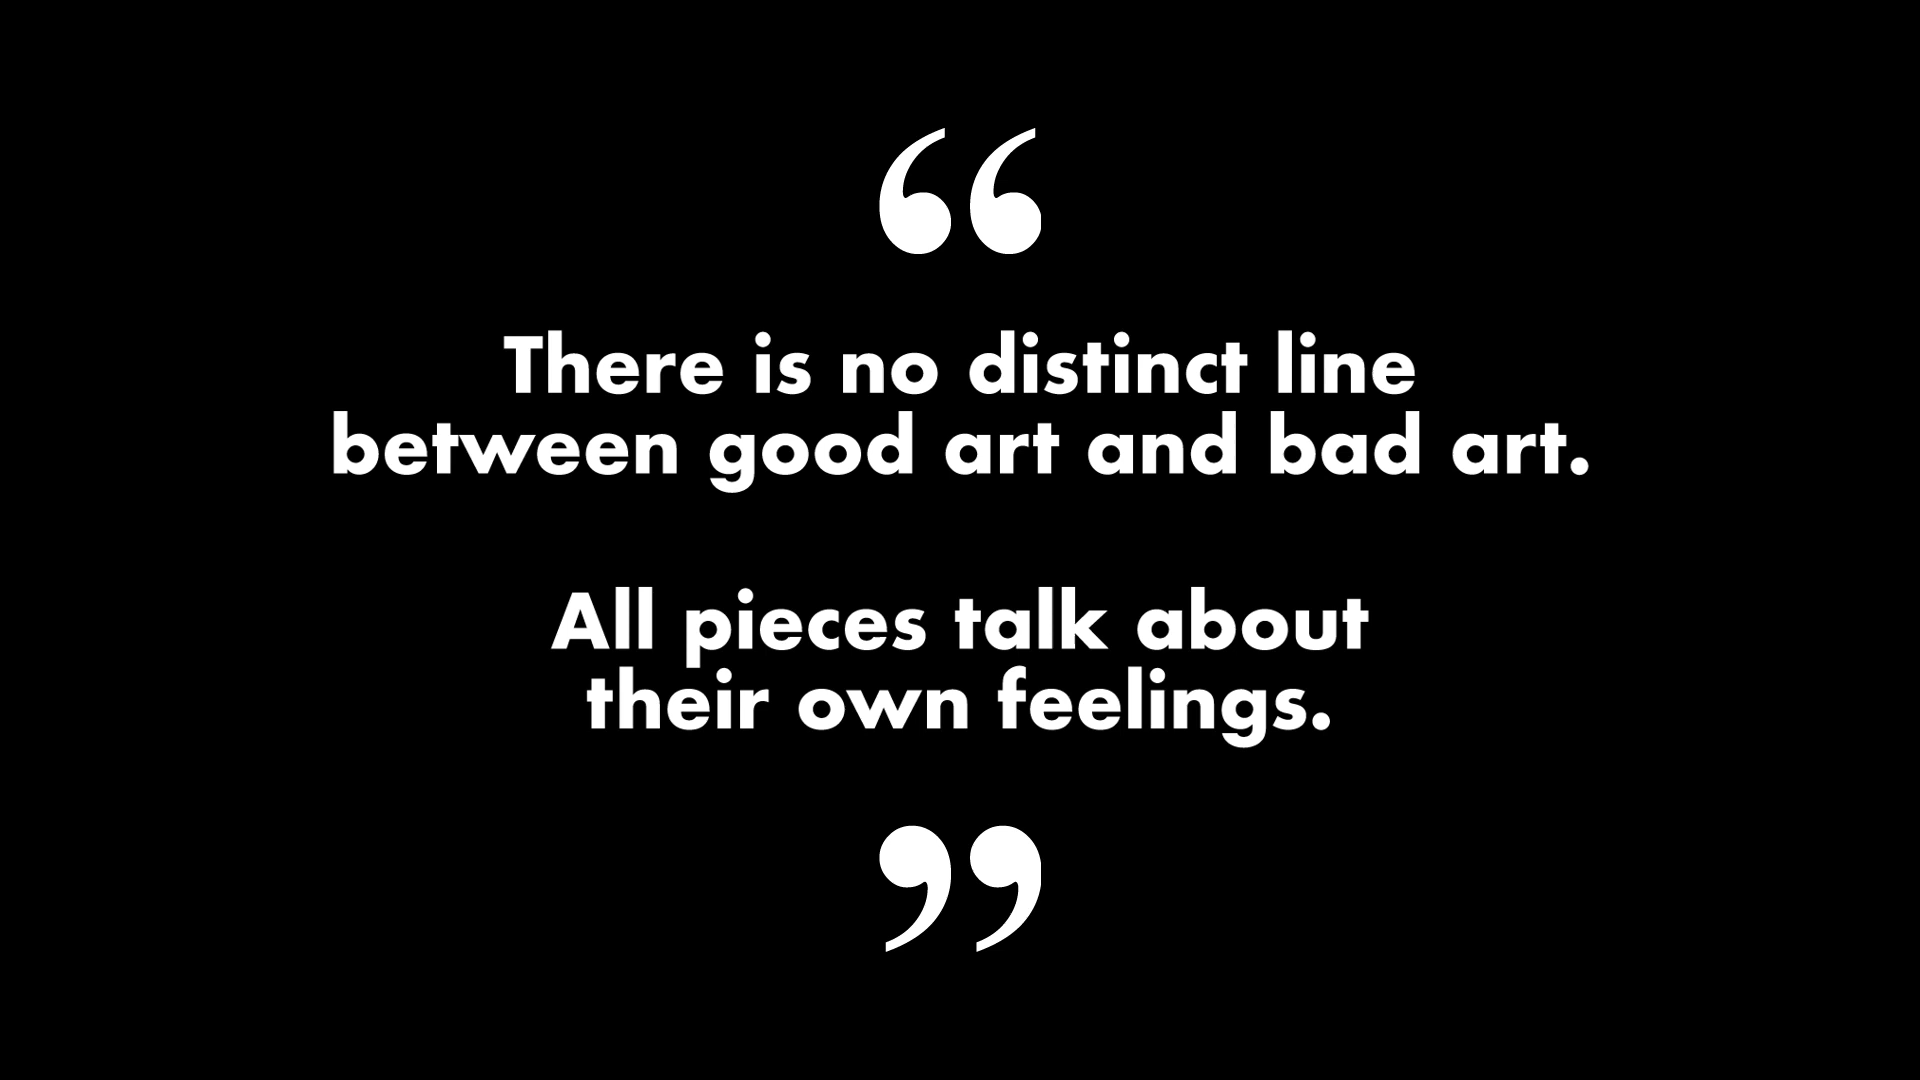 “
There is no distinct line
between good art and bad art.
All pieces talk about
their own feelings.
”